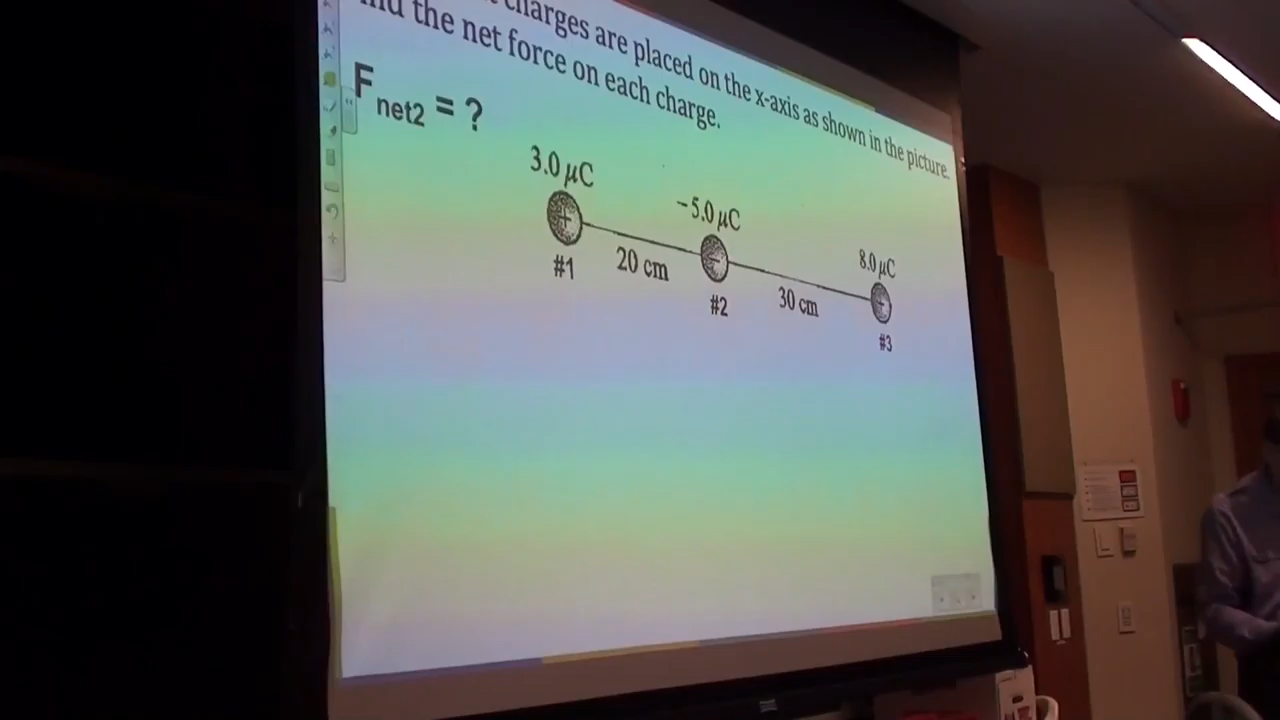 charges are placed on the x-axis as shown in the picture.
the net force on each charge.
F net2 = ?
3.0 μC
-5.0 μC
8.0 μC
20 cm
30 cm
#1
#2
#3